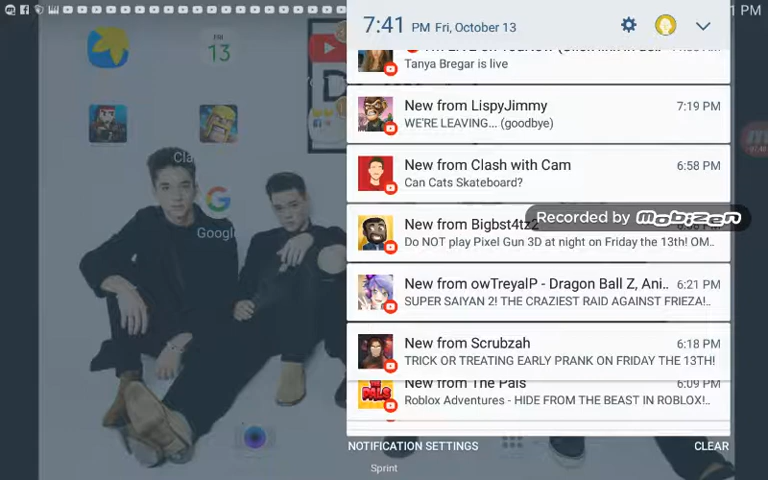 1 PM
7:41 PM Fri, October 13
Tanya Bregar is live
New from LispyJimmy 7:19 PM
WE'RE LEAVING... (goodbye)
New from Clash with Cam 6:58 PM
Can Cats Skateboard?
New from Bigbst4tz2
Recorded by Mobizen
Do NOT play Pixel Gun 3D at night on Friday the 13th! OM..
New from owTreyalP - Dragon Ball Z, Ani.. 6:21 PM
SUPER SAIYAN 2! THE CRAZIEST RAID AGAINST FRIEZA!..
New from Scrubzah 6:18 PM
TRICK OR TREATING EARLY PRANK ON FRIDAY THE 13TH!
New from The Pals 6:09 PM
Roblox Adventures - HIDE FROM THE BEAST IN ROBLOX!..
NOTIFICATION SETTINGS CLEAR
Sprint
FRI
13
Cla
Google